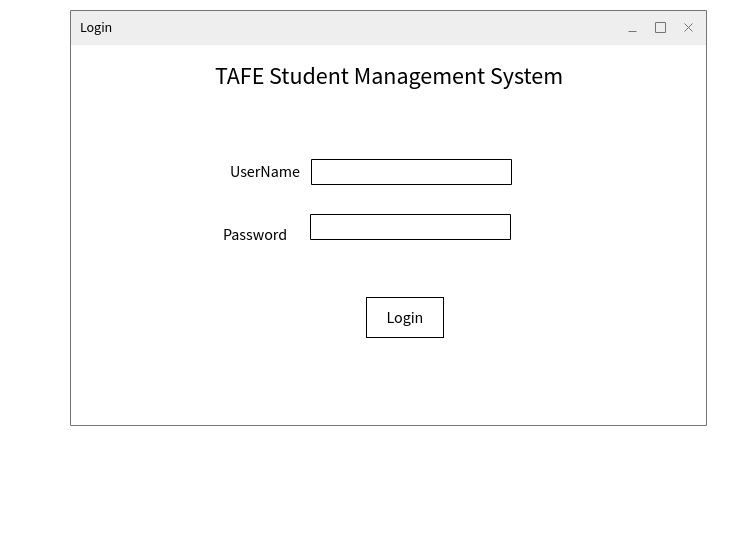 Login
TAFE Student Management System
UserName
Password
Login